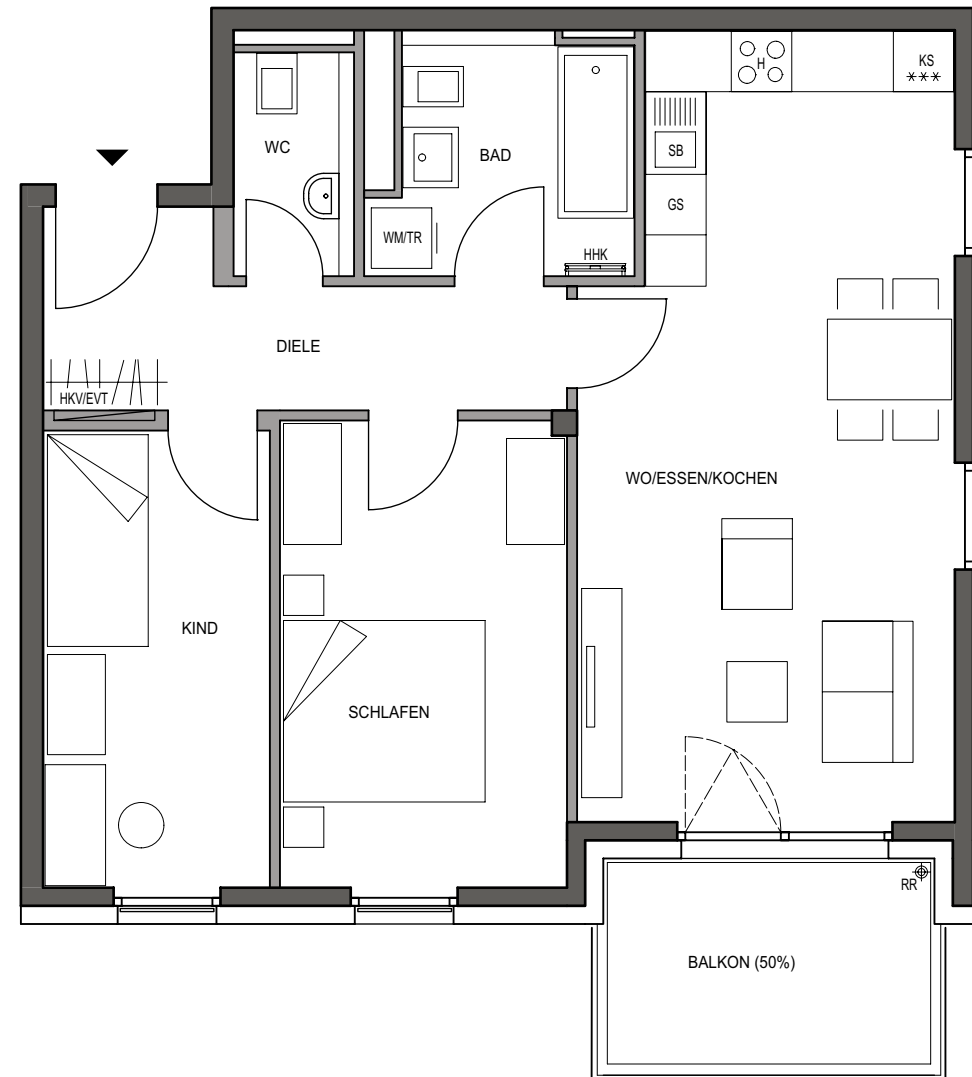 H
KS
***
WC
BAD
SB
GS
WM/TR
HHK
DIELE
HKV/EVT
WO/ESSEN/KOCHEN
KIND
SCHLAFEN
RR
BALKON (50%)